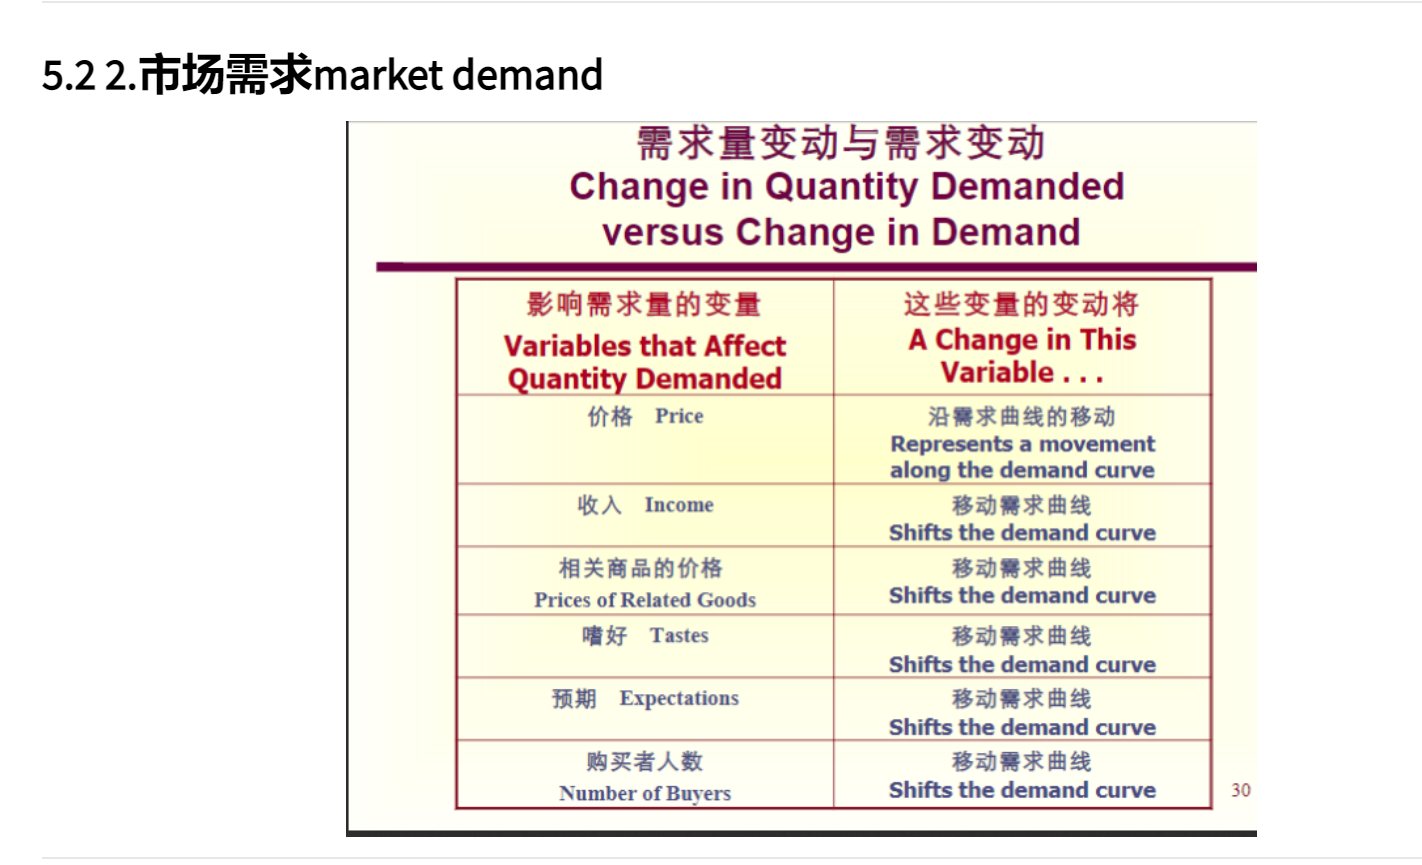 5.2 2.市场需求market demand
需求量变动与需求变动
Change in Quantity Demanded
versus Change in Demand
影响需求量的变量
Variables that Affect
Quantity Demanded
这些变量的变动将
A Change in This
Variable . . .
价格 Price
沿需求曲线的移动
Represents a movement
along the demand curve
收入 Income
移动需求曲线
Shifts the demand curve
相关商品的价格
Prices of Related Goods
移动需求曲线
Shifts the demand curve
嗜好 Tastes
移动需求曲线
Shifts the demand curve
预期 Expectations
移动需求曲线
Shifts the demand curve
购买者人数
Number of Buyers
移动需求曲线
Shifts the demand curve
30